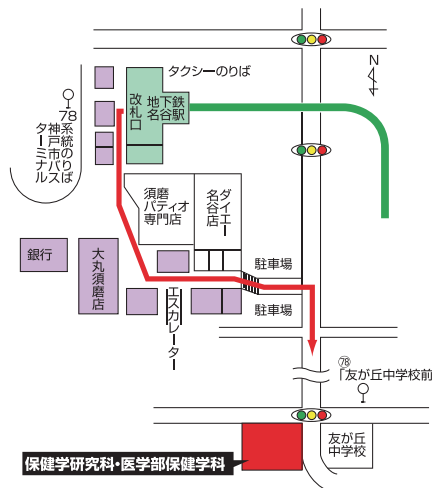 N
タクシーのりば
地下鉄
名谷駅
改札口
78
系統のりば
神戸市バス
ターミナル
須磨
パティオ
専門店
ダイエー
名谷店
銀行
大丸須磨店
駐車場
駐車場
エスカレーター
78
「友が丘中学校前
友が丘
中学校
保健学研究科・医学部保健学科